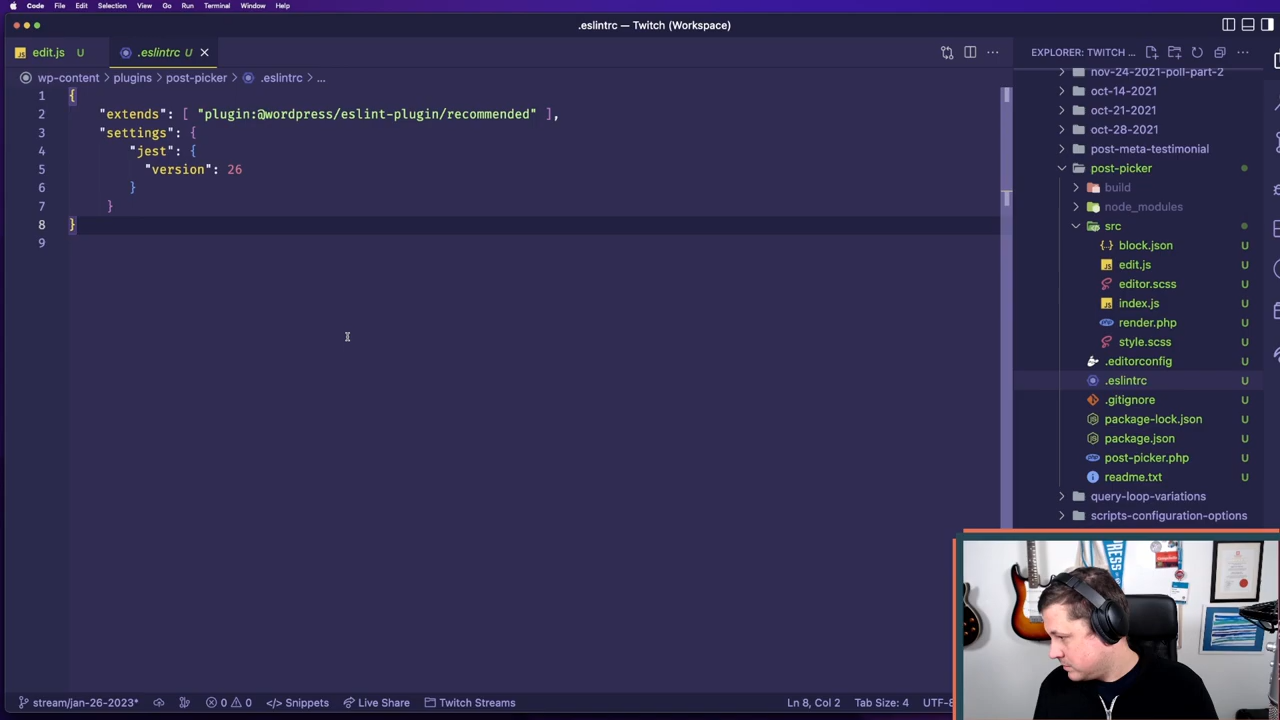 Code File Edit Selection View Go Run Terminal Window Help
.eslintrc — Twitch (Workspace)
edit.js U
.eslintrc U
EXPLORER: TWITCH ...
wp-content > plugins > post-picker > .eslintrc > ...
1 {
2 "extends": [ "plugin:@wordpress/eslint-plugin/recommended" ],
3 "settings": {
4 "jest": {
5 "version": 26
6 }
7 }
8 }
9
nov-24-2021-poll-part-2
oct-14-2021
oct-21-2021
oct-28-2021
post-meta-testimonial
post-picker
build
node_modules
src
block.json U
edit.js U
editor.scss U
index.js U
render.php U
style.scss U
.editorconfig U
.eslintrc U
.gitignore U
package-lock.json U
package.json U
post-picker.php U
readme.txt U
query-loop-variations
scripts-configuration-options
stream/jan-26-2023* 0 0 </> Snippets Live Share Twitch Streams Ln 8, Col 2 Tab Size: 4 UTF-8